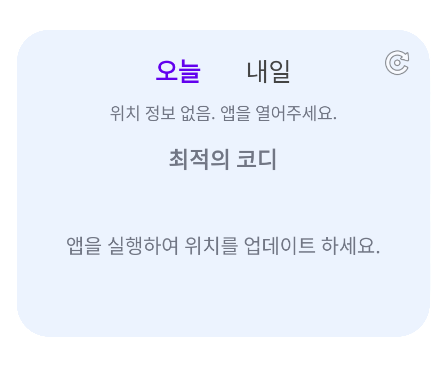 오늘 내일
위치 정보 없음. 앱을 열어주세요.
최적의 코디
앱을 실행하여 위치를 업데이트 하세요.